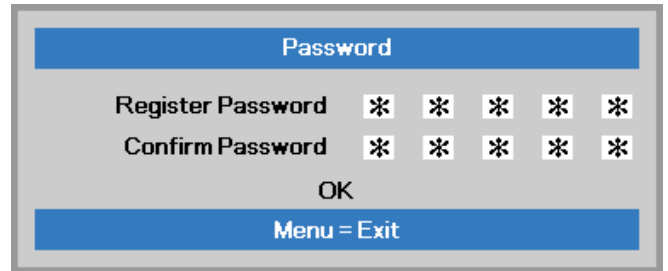 Password
Register Password * * * * *
Confirm Password * * * * *
OK
Menu = Exit